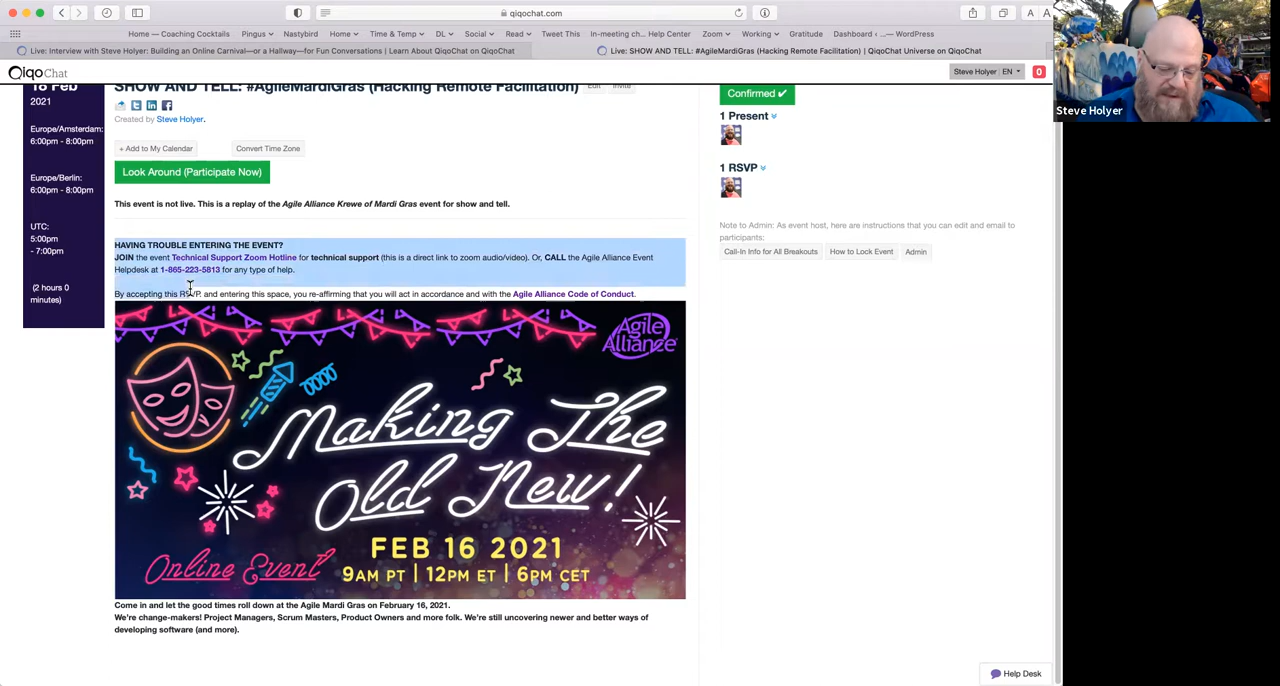 qiqochat.com
Home — Coaching Cocktails
Pingus
Nastybird
Home
Time & Temp
DL
Social
Read
Tweet This
In-meeting ch... Help Center
Zoom
Working
Gratitude
Dashboard ‹ ... — WordPress
Live: Interview with Steve Holyer: Building an Online Carnival—or a Hallway—for Fun Conversations | Learn About QiqoChat on QiqoChat
Live: SHOW AND TELL: #AgileMardiGras (Hacking Remote Facilitation) | QiqoChat Universe on QiqoChat
QiqoChat
Steve Holyer | EN
0
18 Feb
2021
Europe/Amsterdam:
6:00pm - 8:00pm
Europe/Berlin:
6:00pm - 8:00pm
UTC:
5:00pm
- 7:00pm
(2 hours 0
minutes)
SHOW AND TELL: #AgileMardiGras (Hacking Remote Facilitation)
Edit
Invite
Created by Steve Holyer.
+ Add to My Calendar
Convert Time Zone
Look Around (Participate Now)
This event is not live. This is a replay of the Agile Alliance Krewe of Mardi Gras event for show and tell.
HAVING TROUBLE ENTERING THE EVENT?
JOIN the event Technical Support Zoom Hotline for technical support (this is a direct link to zoom audio/video). Or, CALL the Agile Alliance Event
Helpdesk at 1-865-223-5813 for any type of help.
By accepting this RSVP. and entering this space, you re-affirming that you will act in accordance and with the Agile Alliance Code of Conduct.
Agile
Alliance
Making The
Old New!
FEB 16 2021
Online Event
9AM PT | 12PM ET | 6PM CET
Come in and let the good times roll down at the Agile Mardi Gras on February 16, 2021.
We're change-makers! Project Managers, Scrum Masters, Product Owners and more folk. We're still uncovering newer and better ways of
developing software (and more).
Confirmed ✔
1 Present
1 RSVP
Note to Admin: As event host, here are instructions that you can edit and email to
participants:
Call-In Info for All Breakouts
How to Lock Event
Admin
Help Desk
A
A
Steve Holyer